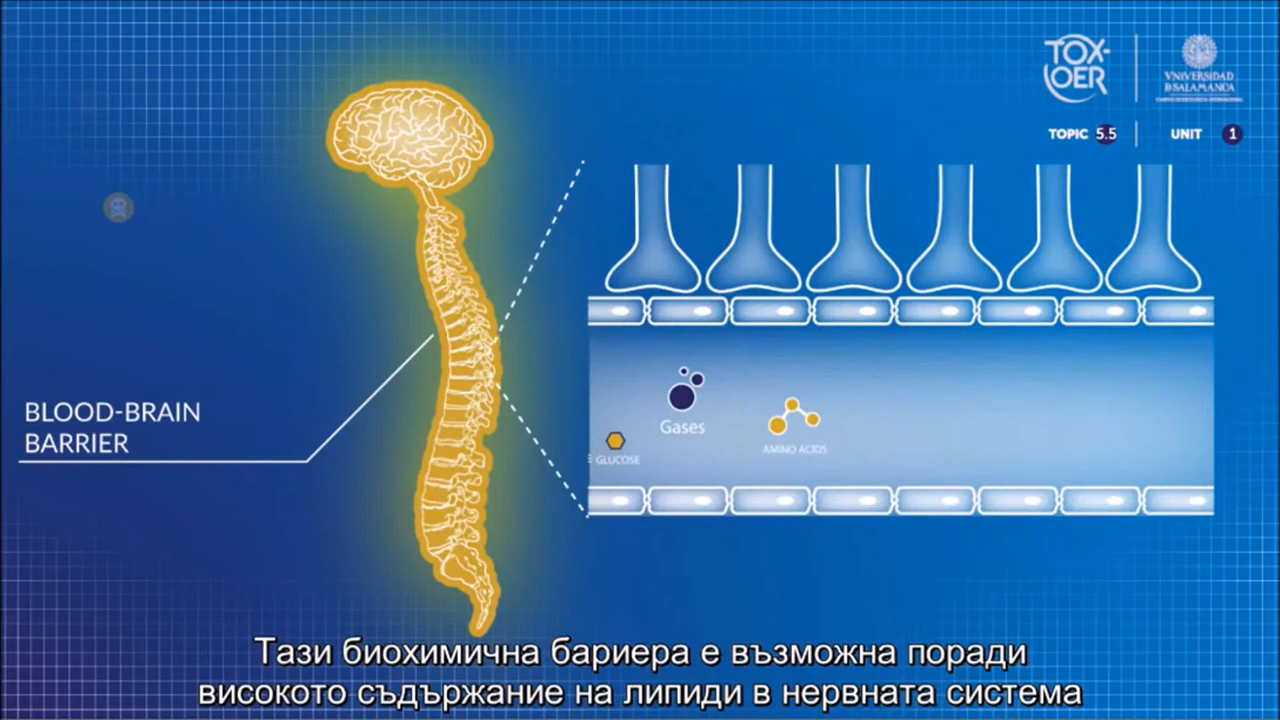 TOX-
OER
VNIVERSIDAD
D SALAMANCA
TOPIC 5.5
UNIT 1
Gases
AMINO ACIDS
GLUCOSE
BLOOD-BRAIN
BARRIER
Тази биохимична бариера е възможна поради
високото съдържание на липиди в нервната система